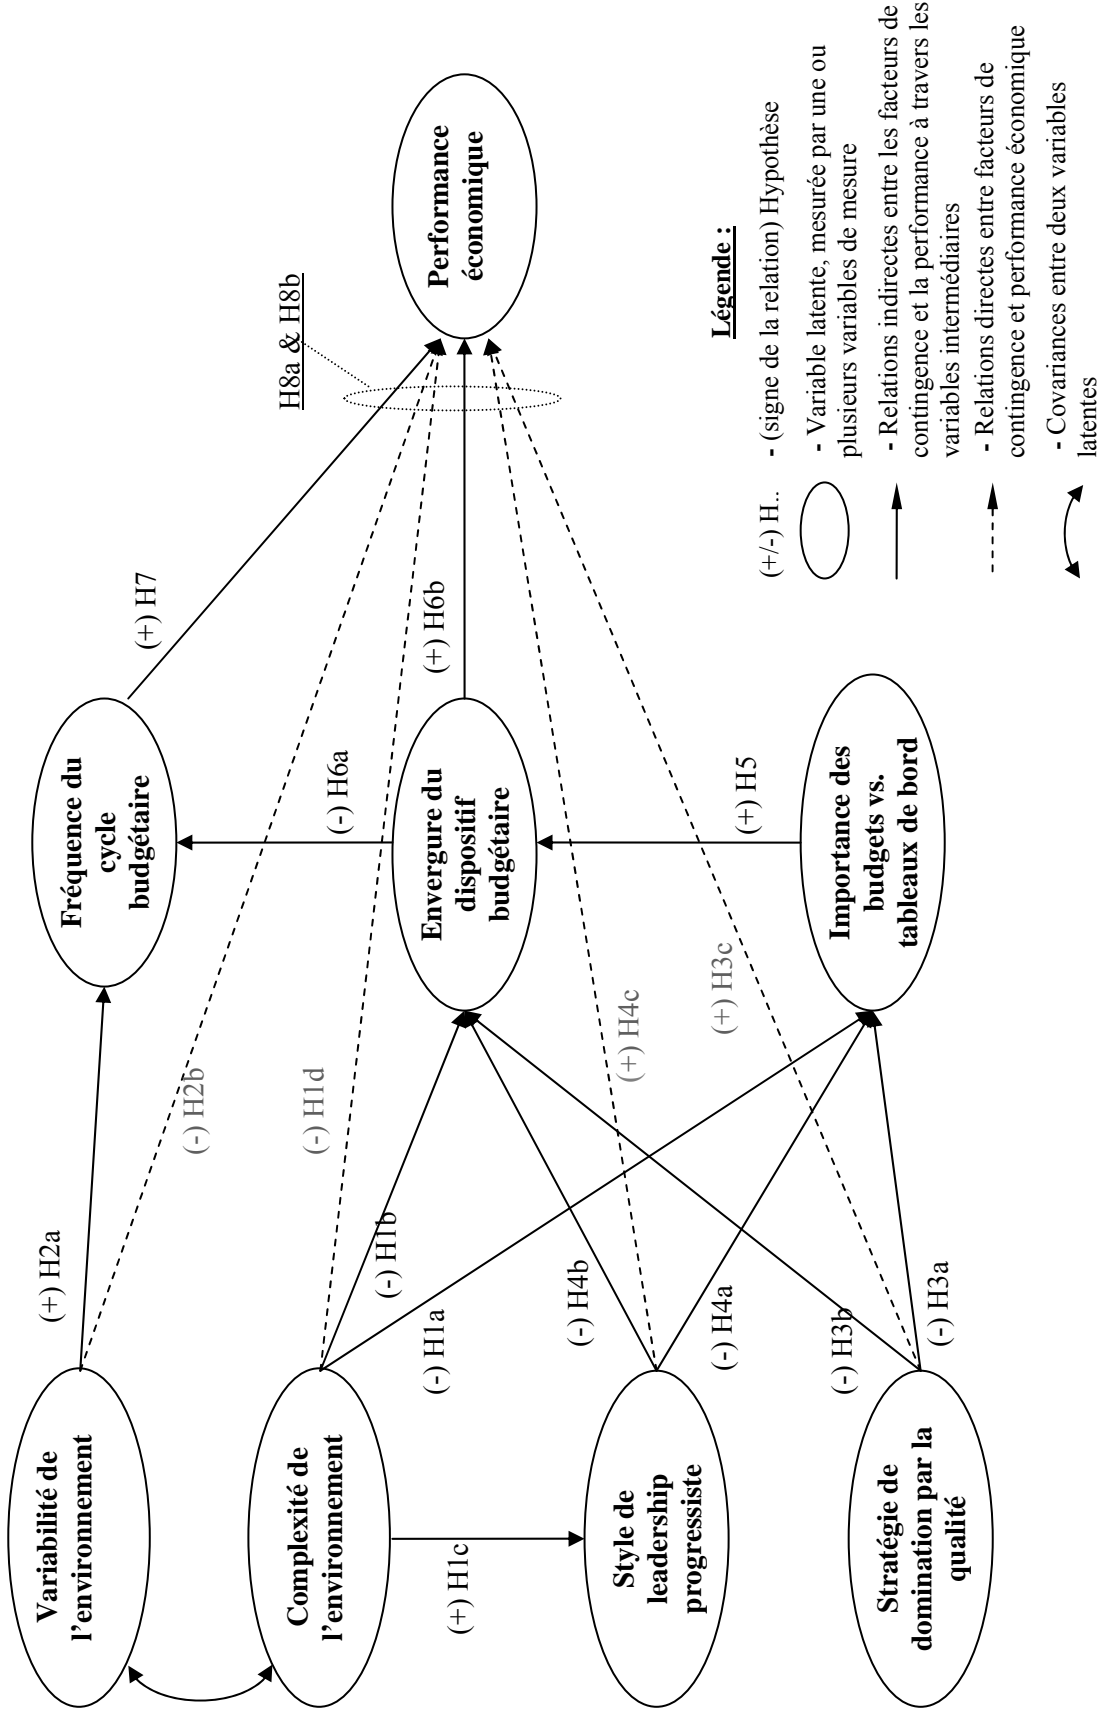 Variabilité de
l'environnement
Complexité de
l'environnement
Style de
leadership
progressiste
Stratégie de
domination par la
qualité
(+) H2a
(-) H2b
(-) H1d
(-) H1b
(-) H1a
(+) H1c
(-) H4b
(-) H4a
(-) H3b
(-) H3a
(+) H4c
(+) H3c
Fréquence du
cycle
budgétaire
Envergure du
dispositif
budgétaire
Importance des
budgets vs.
tableaux de bord
(-) H6a
(+) H5
(+) H7
(+) H6b
H8a & H8b
Performance
économique
Légende :
(+/-) H.. - (signe de la relation) Hypothèse
- Variable latente, mesurée par une ou
plusieurs variables de mesure
- Relations indirectes entre les facteurs de
contingence et la performance à travers les
variables intermédiaires
- Relations directes entre facteurs de
contingence et performance économique
- Covariances entre deux variables
latentes